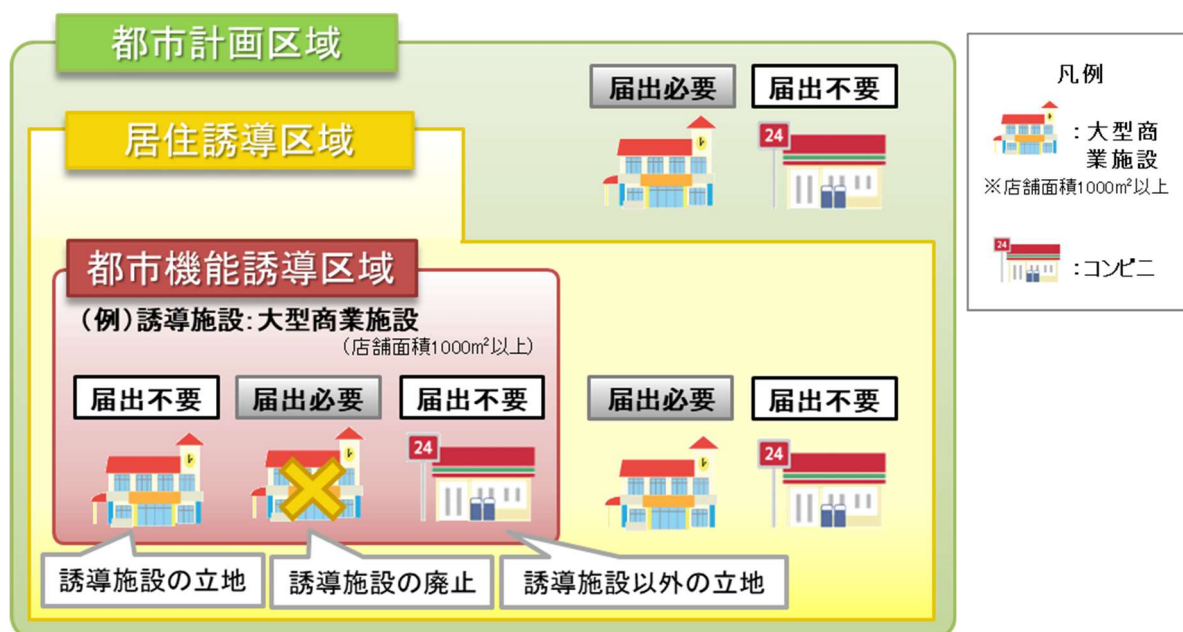 都市計画区域
届出必要
届出不要
24
居住誘導区域
都市機能誘導区域
（例）誘導施設：大型商業施設
（店舗面積1000㎡以上）
届出不要
届出必要
届出不要
24
届出必要
届出不要
24
誘導施設の立地
誘導施設の廃止
誘導施設以外の立地
凡例
：大型商
業施設
※店舗面積1000㎡以上
24
：コンビニ